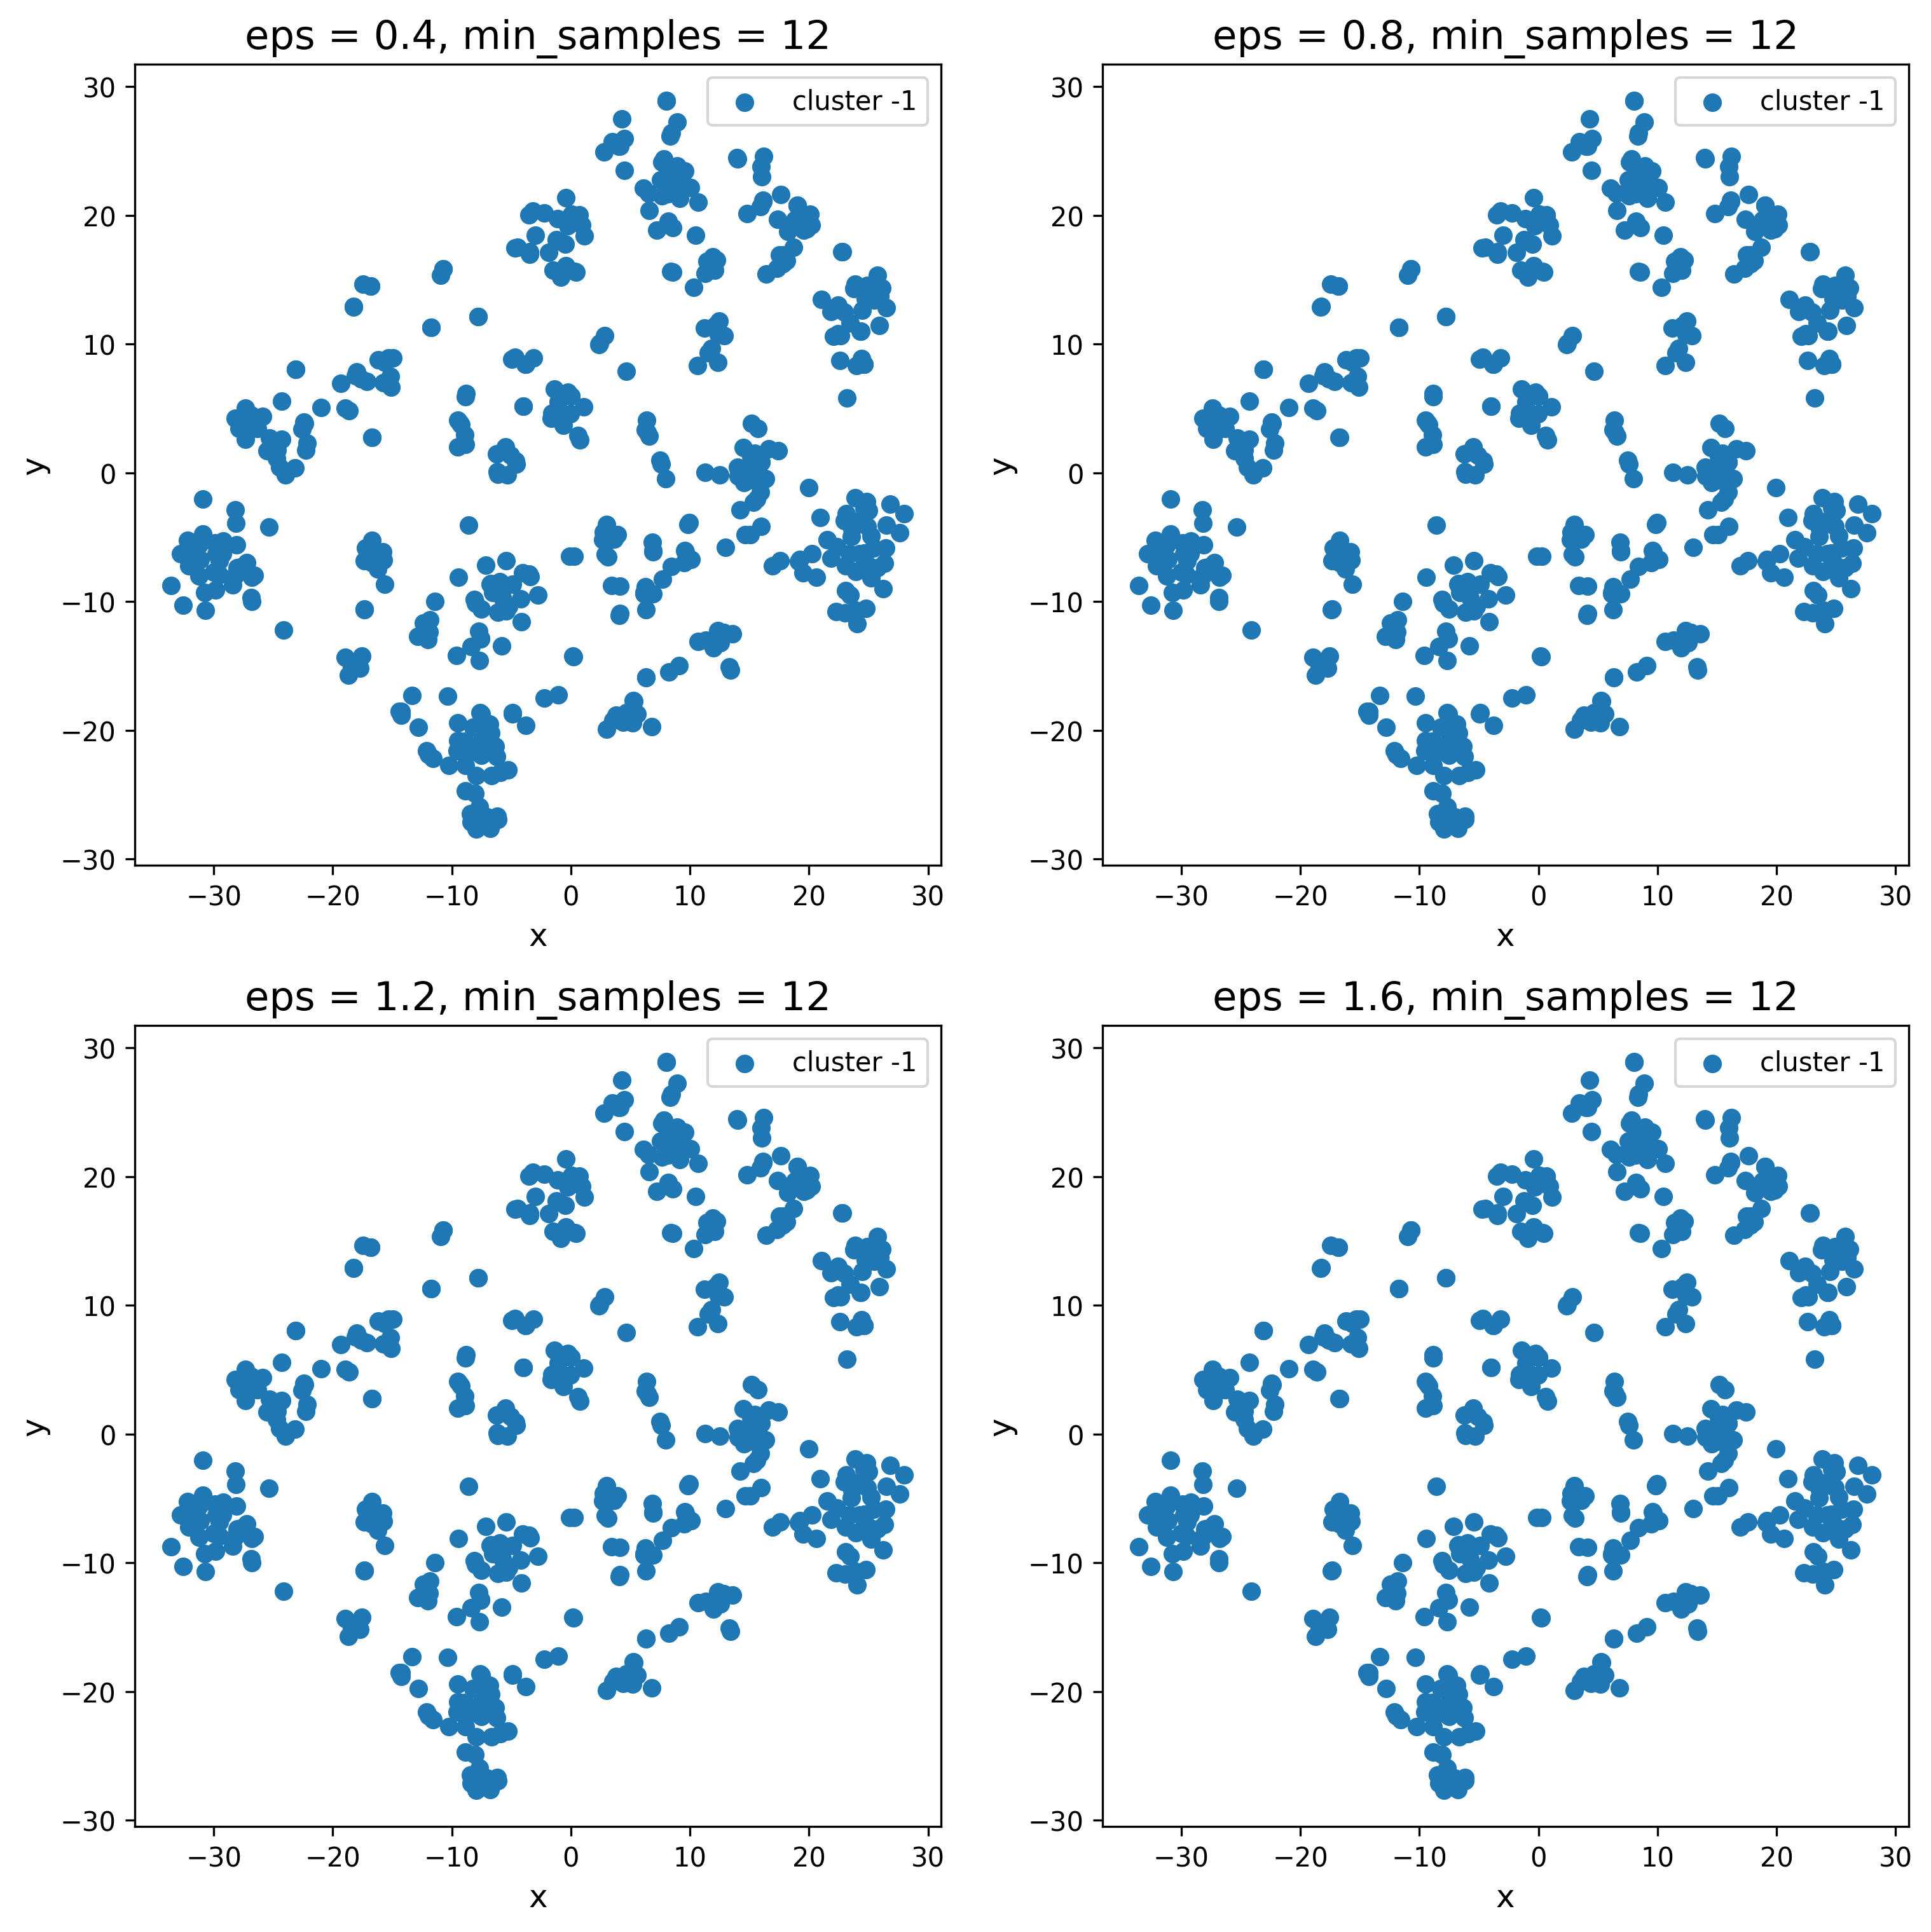 eps = 0.4, min_samples = 12
cluster -1
30
20
10
0
−10
−20
−30
y
−30 −20 −10 0 10 20 30
x
eps = 0.8, min_samples = 12
cluster -1
30
20
10
0
−10
−20
−30
y
−30 −20 −10 0 10 20 30
x
eps = 1.2, min_samples = 12
cluster -1
30
20
10
0
−10
−20
−30
y
−30 −20 −10 0 10 20 30
x
eps = 1.6, min_samples = 12
cluster -1
30
20
10
0
−10
−20
−30
y
−30 −20 −10 0 10 20 30
x